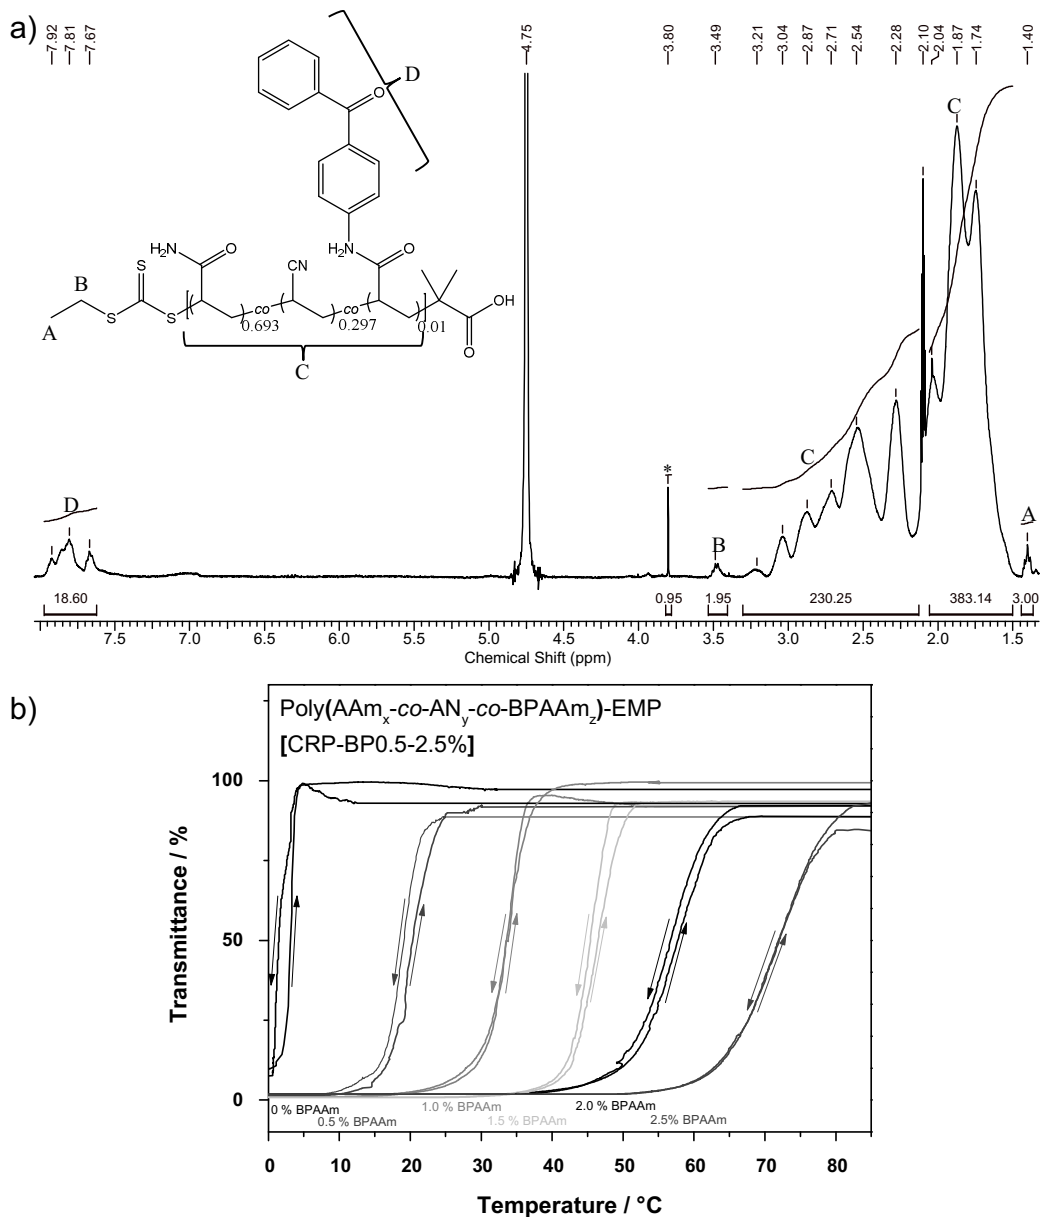 a)
7.92 7.81 7.67 4.75 3.80 3.49 3.21 3.04 2.87 2.71 2.54 2.28 2.10 2.04 1.87 1.74 1.40
D
O
H₂N O
H₂N O
S
CN
B
OH
S S
co co
A
0.693 0.297 0.01
O
C
C
*
C
D
B
A
18.60 0.95 1.95 230.25 383.14 3.00
7.5 7.0 6.5 6.0 5.5 5.0 4.5 4.0 3.5 3.0 2.5 2.0 1.5
Chemical Shift (ppm)
b)
Poly(AAmₓ-co-ANᵧ-co-BPAAm_z)-EMP
[CRP-BP0.5-2.5%]
100
50
0
Transmittance / %
0 % BPAAm
0.5 % BPAAm
1.0 % BPAAm
1.5 % BPAAm
2.0 % BPAAm
2.5% BPAAm
0 10 20 30 40 50 60 70 80
Temperature / °C